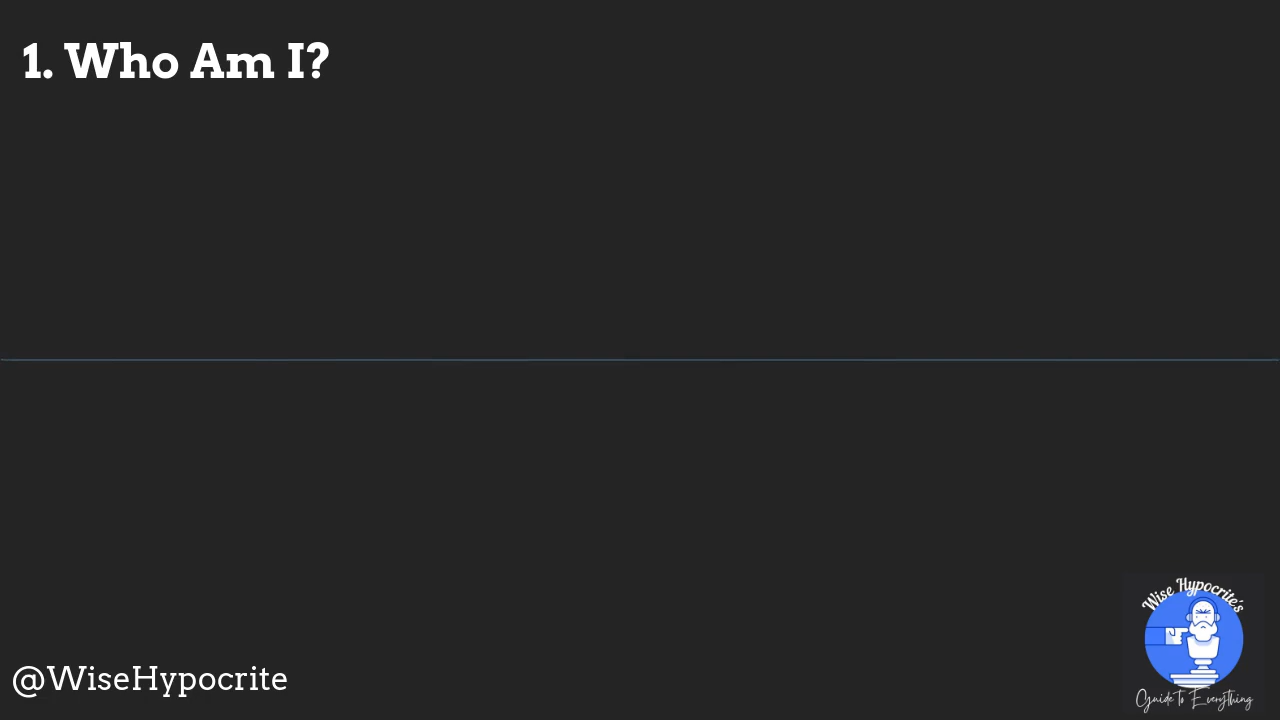 1. Who Am I?
@WiseHypocrite
Wise Hypocrite's
Guide To Everything